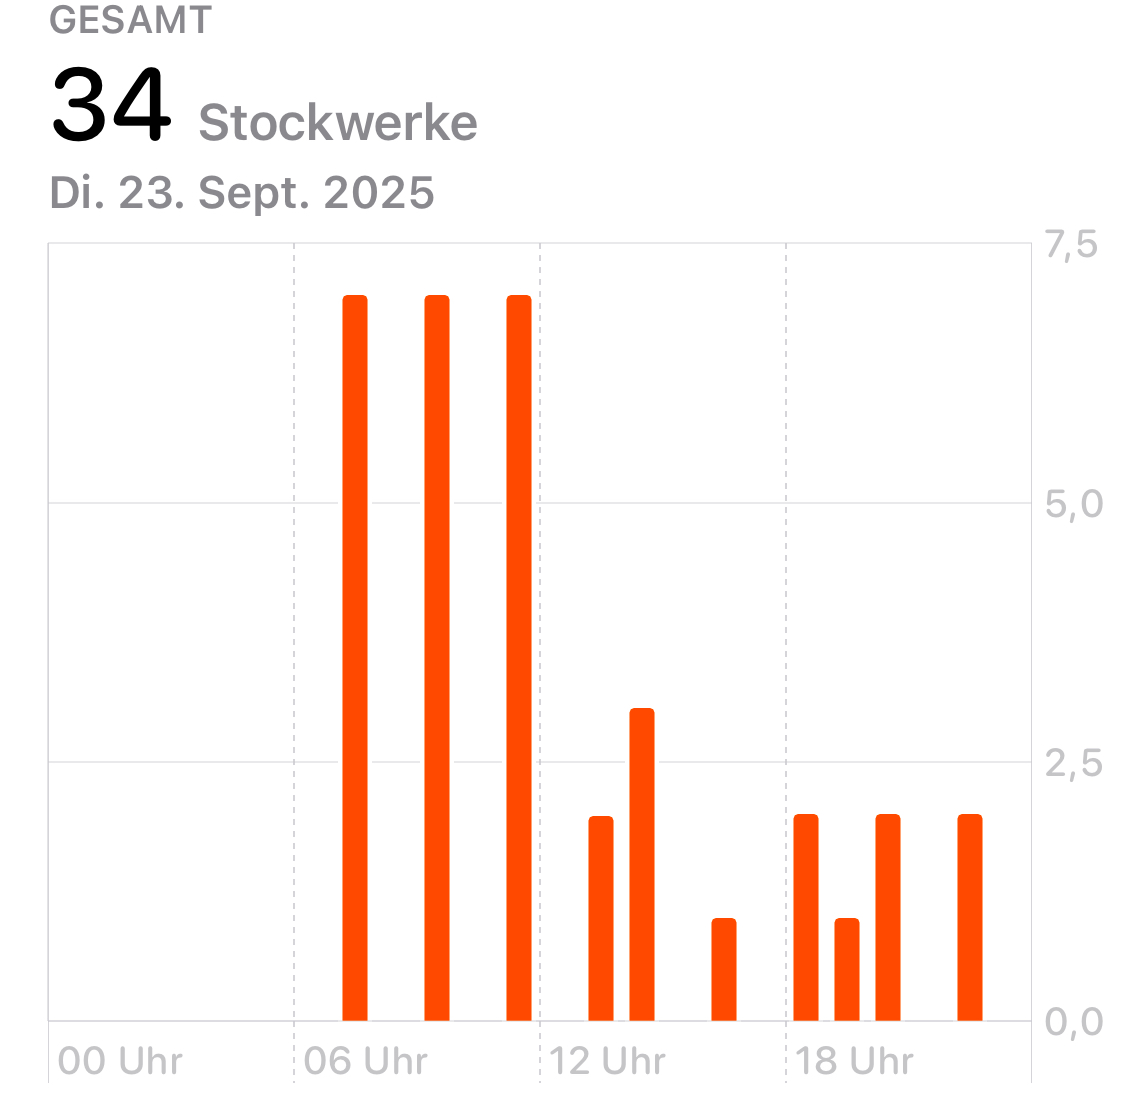 GESAMT
34 Stockwerke
Di. 23. Sept. 2025
7,5
5,0
2,5
0,0
00 Uhr 06 Uhr 12 Uhr 18 Uhr